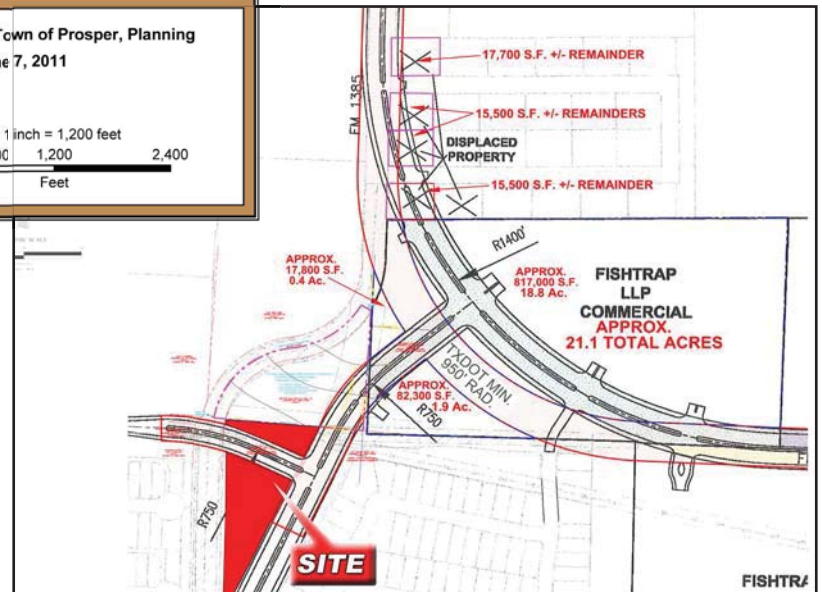 Town of Prosper, Planning
7, 2011
1 inch = 1,200 feet
1,200
2,400
Feet
FM 1385
17,700 S.F. +/- REMAINDER
15,500 S.F. +/- REMAINDERS
DISPLACED
PROPERTY
15,500 S.F. +/- REMAINDER
R1400'
APPROX.
17,800 S.F.
0.4 Ac.
APPROX.
817,000 S.F.
18.8 Ac.
FISHTRAP
LLP
COMMERCIAL
APPROX.
21.1 TOTAL ACRES
TXDOT MIN.
950' RAD.
APPROX.
82,300 S.F.
1.9 Ac.
R750
R750
SITE
FISHTRA